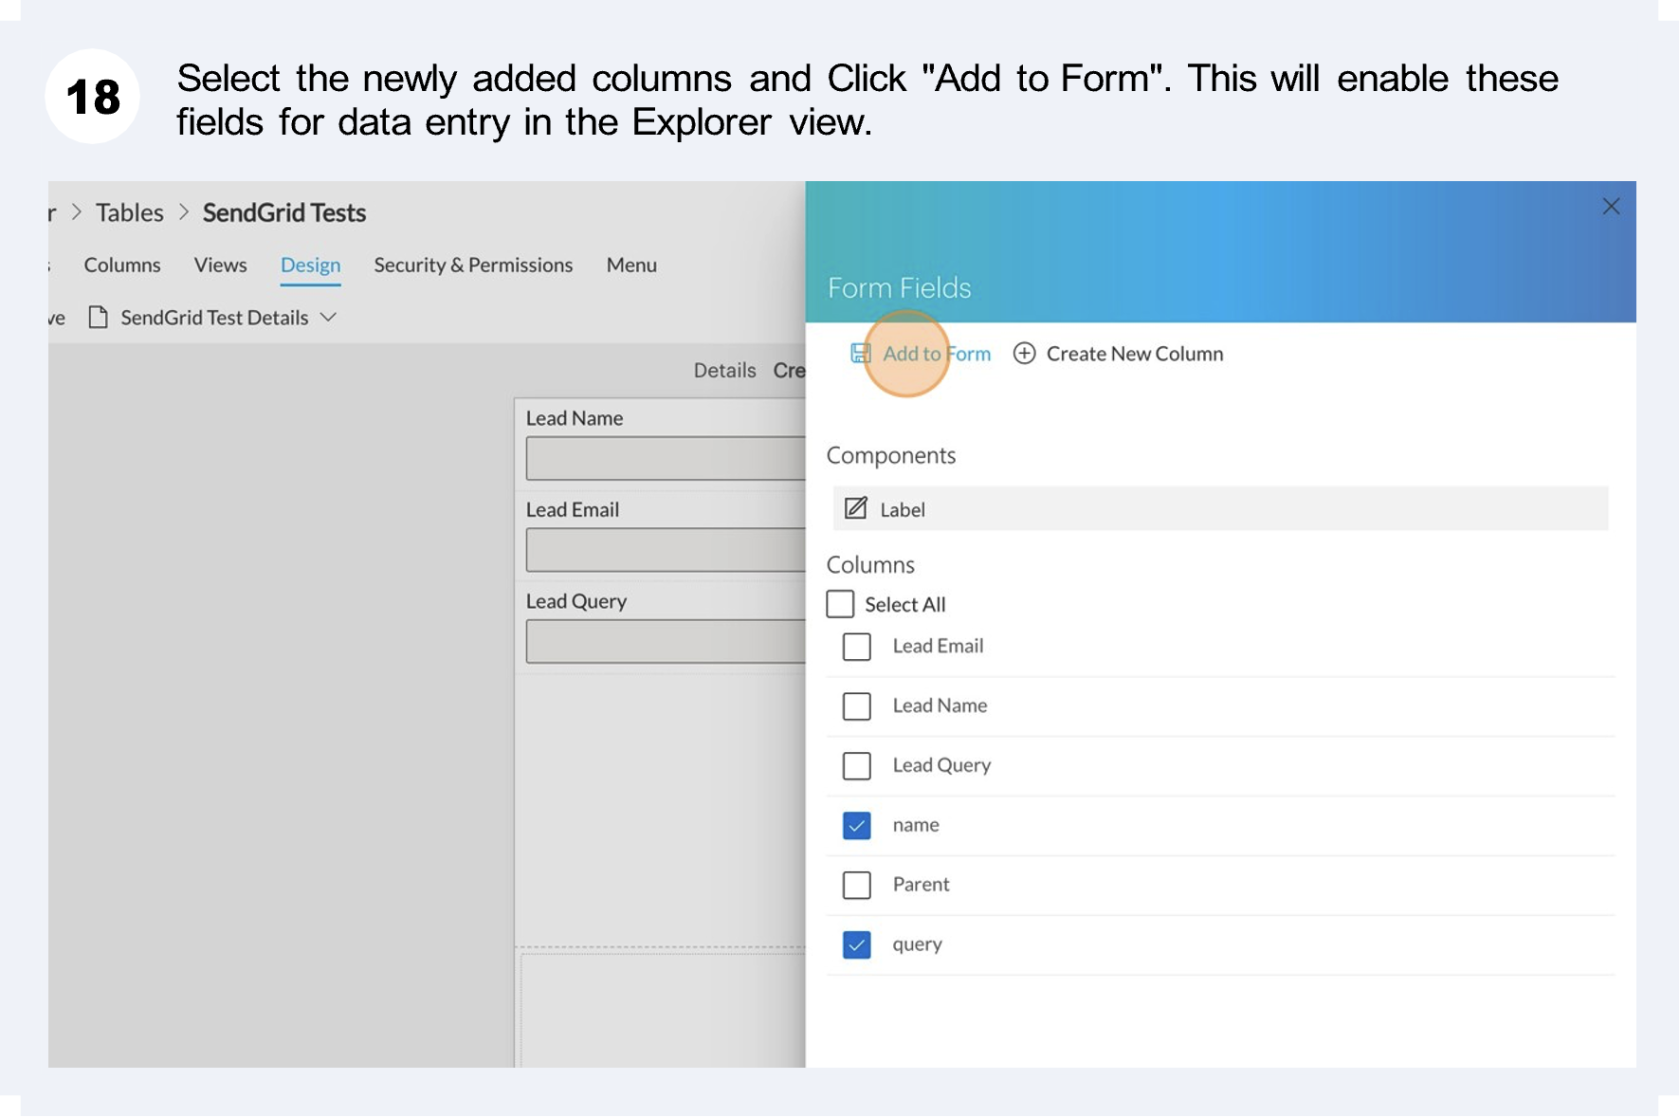 18
Select the newly added columns and Click "Add to Form". This will enable these
fields for data entry in the Explorer view.
r > Tables > SendGrid Tests
Columns Views Design Security & Permissions Menu
ve SendGrid Test Details
Details Cre
Lead Name
Lead Email
Lead Query
Form Fields
Add to Form Create New Column
Components
Label
Columns
Select All
Lead Email
Lead Name
Lead Query
name
Parent
query